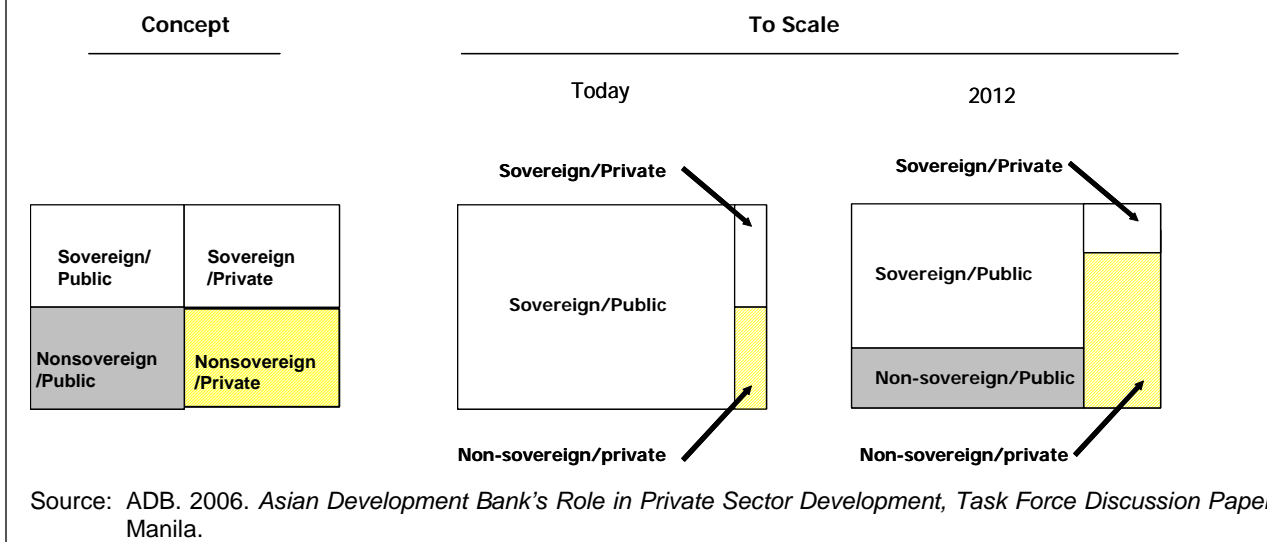 Concept
To Scale
Today
2012
Sovereign/Private
Sovereign/Private
Sovereign/
Public
Sovereign
/Private
Nonsovereign
/Public
Nonsovereign
/Private
Sovereign/Public
Sovereign/Public
Non-sovereign/Public
Non-sovereign/private
Non-sovereign/private
Source: ADB. 2006. Asian Development Bank's Role in Private Sector Development, Task Force Discussion Paper
Manila.